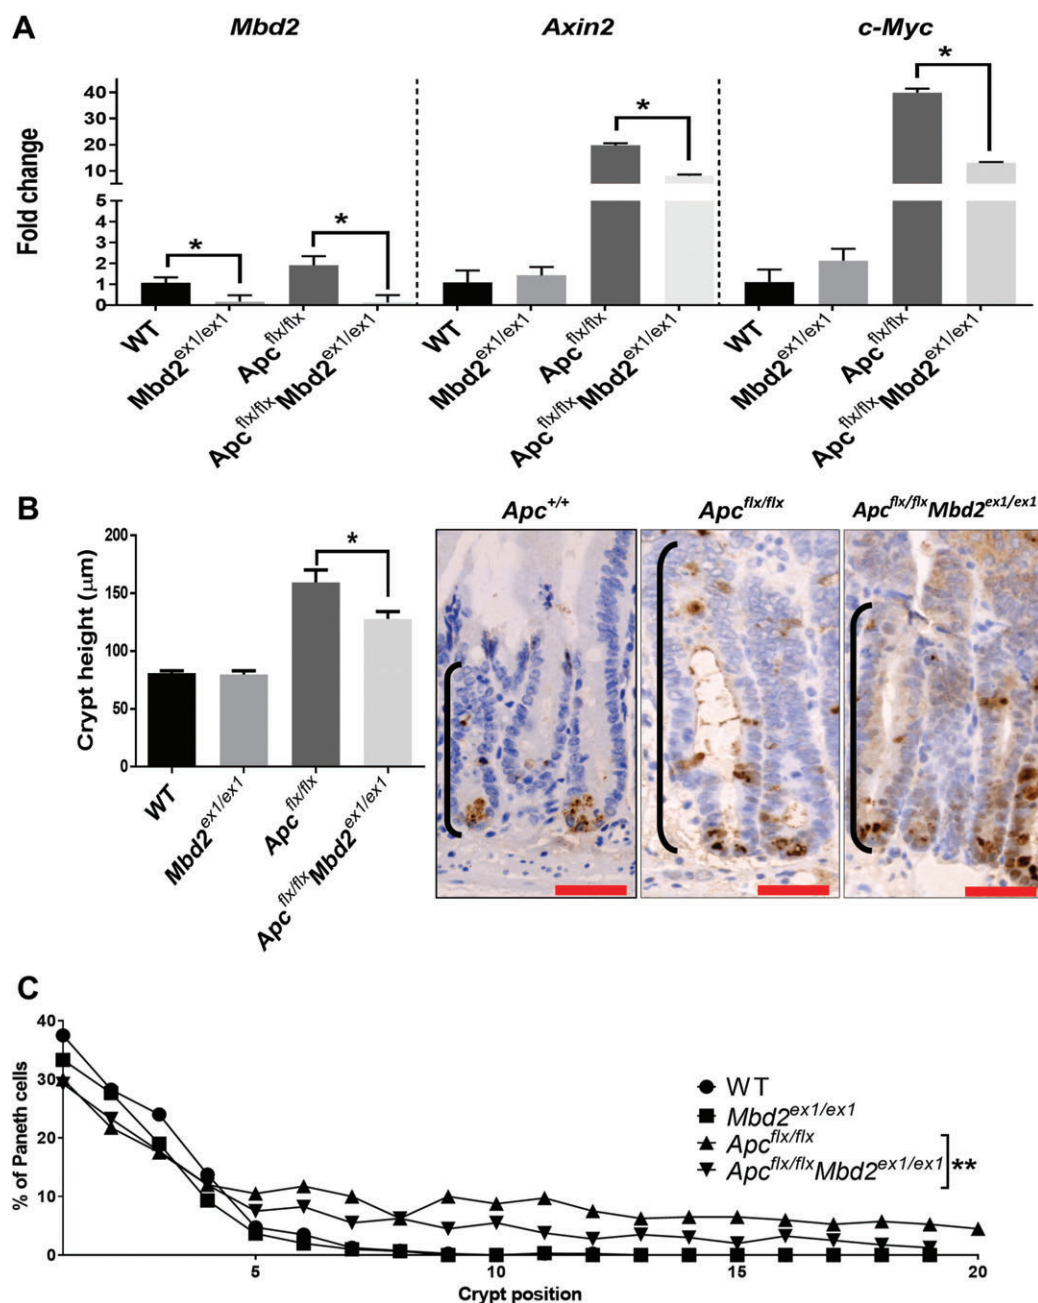 A
Mbd2 Axin2 c-Myc
Fold change
40
30
20
10
5
4
3
2
1
0
* * * *
WT Mbd2ex1/ex1 Apcflx/flx Apcflx/flxMbd2ex1/ex1
WT Mbd2ex1/ex1 Apcflx/flx Apcflx/flxMbd2ex1/ex1
WT Mbd2ex1/ex1 Apcflx/flx Apcflx/flxMbd2ex1/ex1
B
Crypt height (μm)
200
150
100
50
0
*
WT Mbd2ex1/ex1 Apcflx/flx Apcflx/flxMbd2ex1/ex1
Apc+/+ Apcflx/flx Apcflx/flxMbd2ex1/ex1
C
% of Paneth cells
40
30
20
10
0
5 10 15 20
Crypt position
WT
Mbd2ex1/ex1
Apcflx/flx
Apcflx/flxMbd2ex1/ex1
**